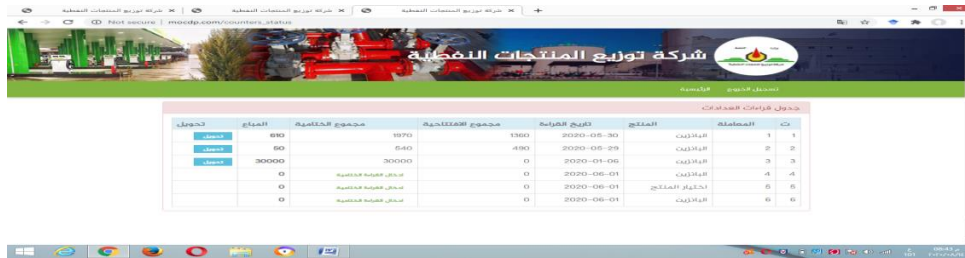 شركة توزيع المنتجات النفطية
شركة توزيع المنتجات النفطية
شركة توزيع المنتجات النفطية
Not secure | mocdp.com/counters_status
شركة توزيع المنتجات النفطية
الرئيسية تسجيل الخروج
جدول قراءات العدادات
ت المعاملة المنتج تاريخ القراءة مجموع الافتتاحية مجموع الختامية المباع تحويل
1 1 البانزين 2020-05-30 1360 1970 610 تحويل
2 2 البانزين 2020-05-29 490 540 50 تحويل
3 3 البانزين 2020-01-06 0 30000 30000 تحويل
4 4 البانزين 2020-06-01 0 ادخال القراءة الختامية 0
5 5 اختيار المنتج 2020-06-01 0 ادخال القراءة الختامية 0
6 6 البانزين 2020-06-01 0 ادخال القراءة الختامية 0